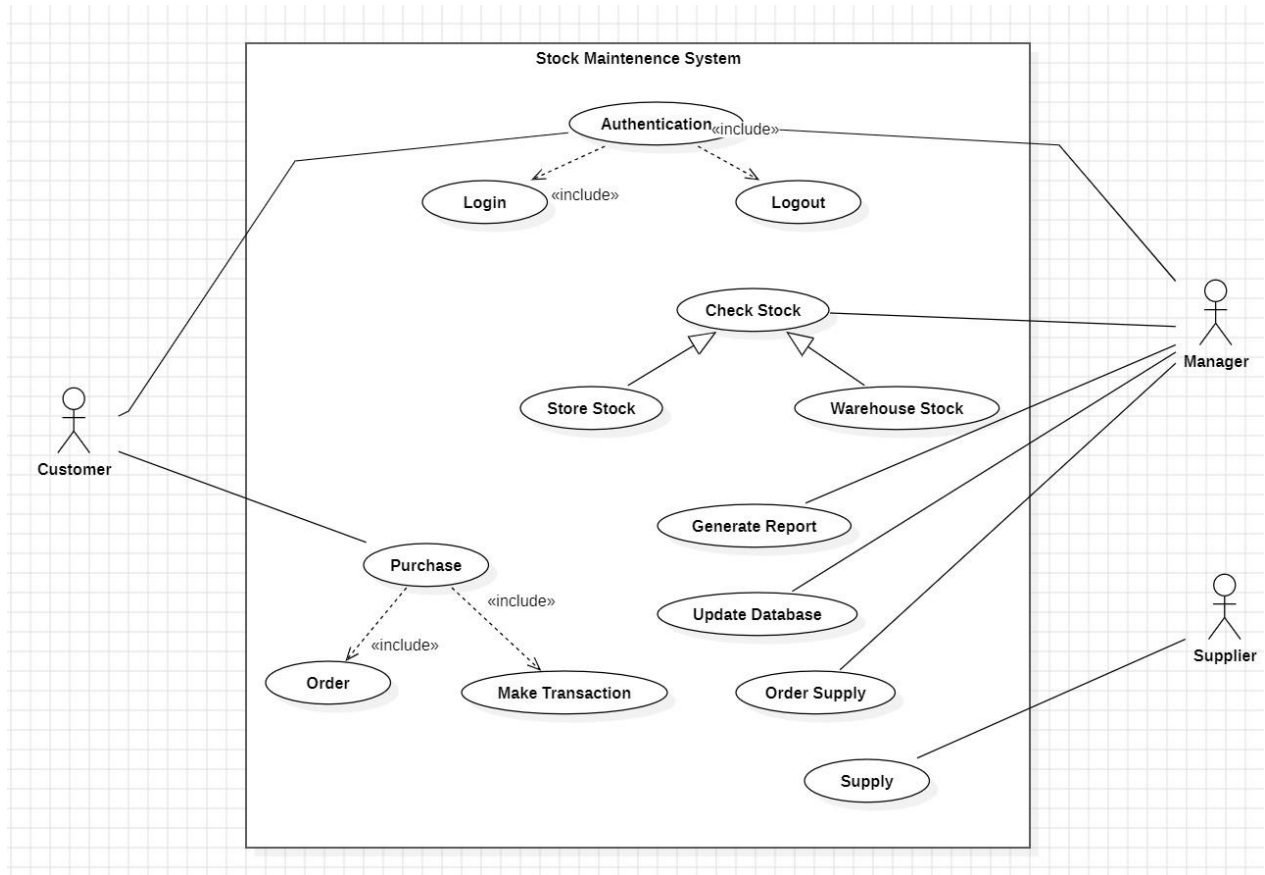 Stock Maintenence System
Authentication
«include»
Login
«include»
Logout
Check Stock
Store Stock
Warehouse Stock
Manager
Customer
Generate Report
Purchase
«include»
Update Database
«include»
Supplier
Order
Make Transaction
Order Supply
Supply